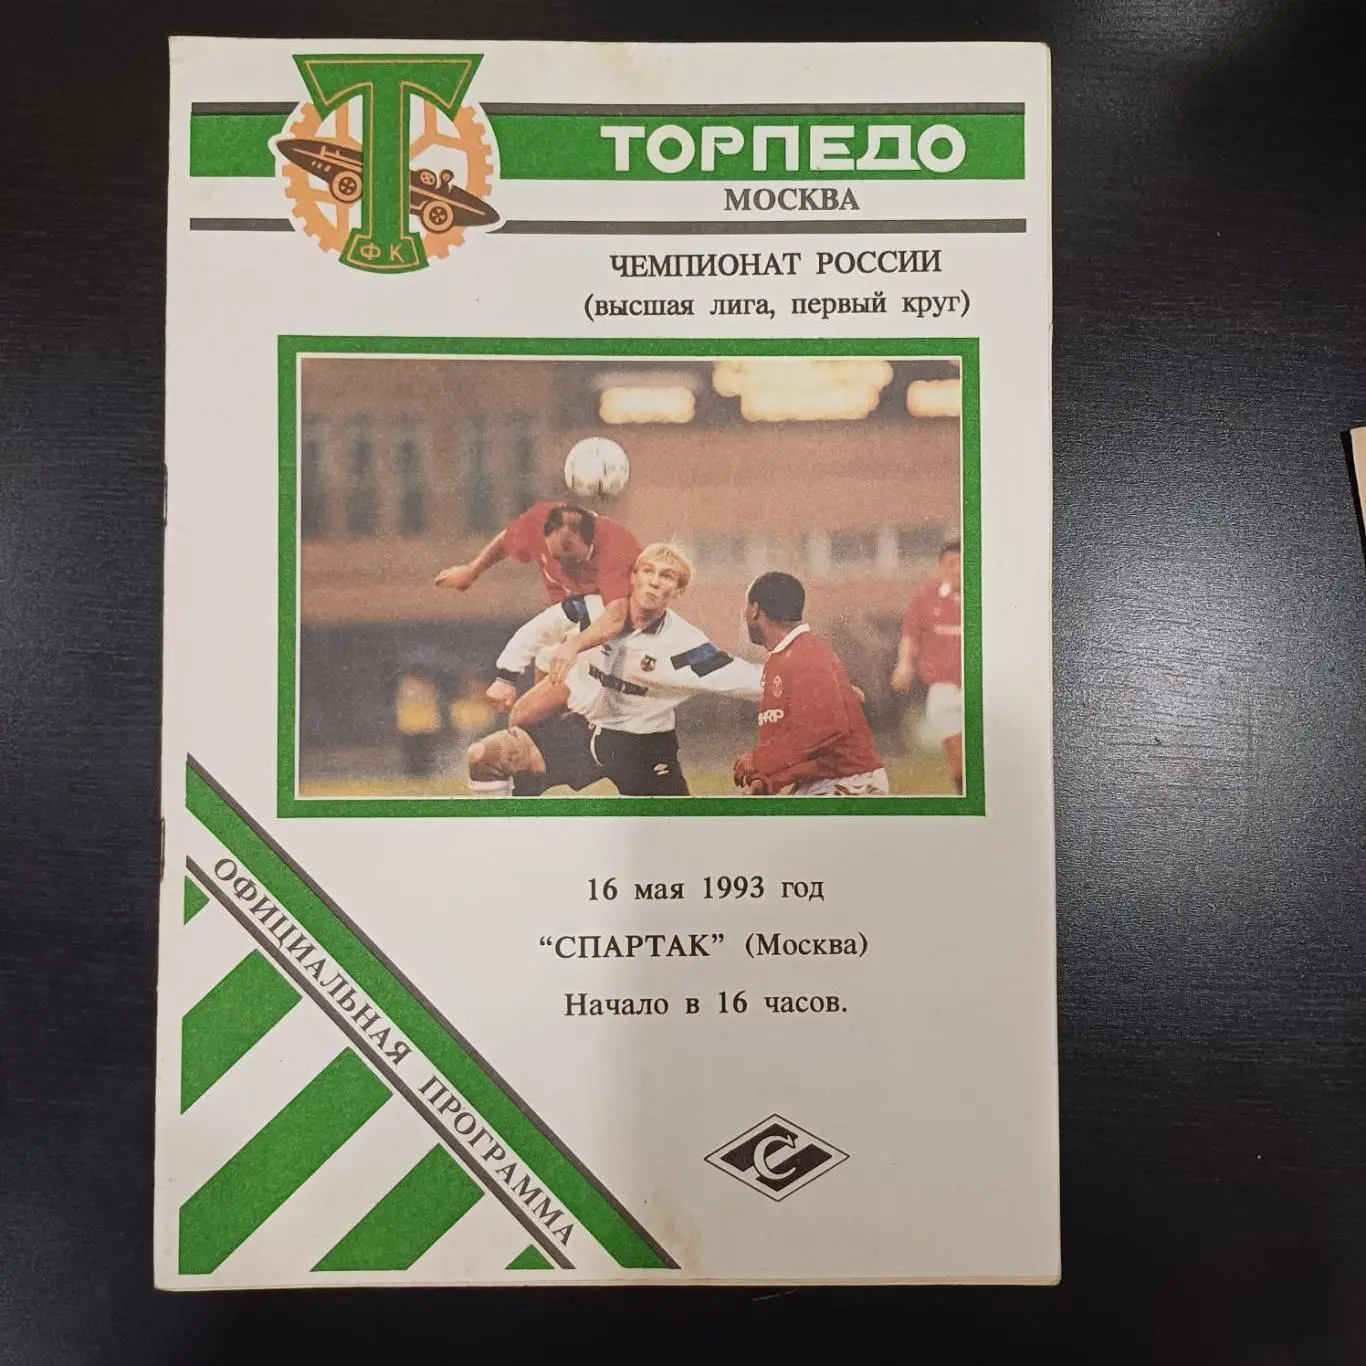 ФК
ТОРПЕДО
МОСКВА
ЧЕМПИОНАТ РОССИИ
(высшая лига, первый круг)
SHARP
16 мая 1993 год
“СПАРТАК” (Москва)
Начало в 16 часов.
ОФИЦИАЛЬНАЯ ПРОГРАММА